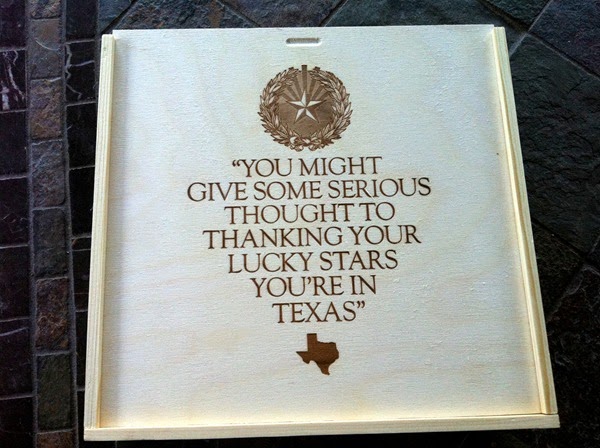 “YOU MIGHT
GIVE SOME SERIOUS
THOUGHT TO
THANKING YOUR
LUCKY STARS
YOU’RE IN
TEXAS”